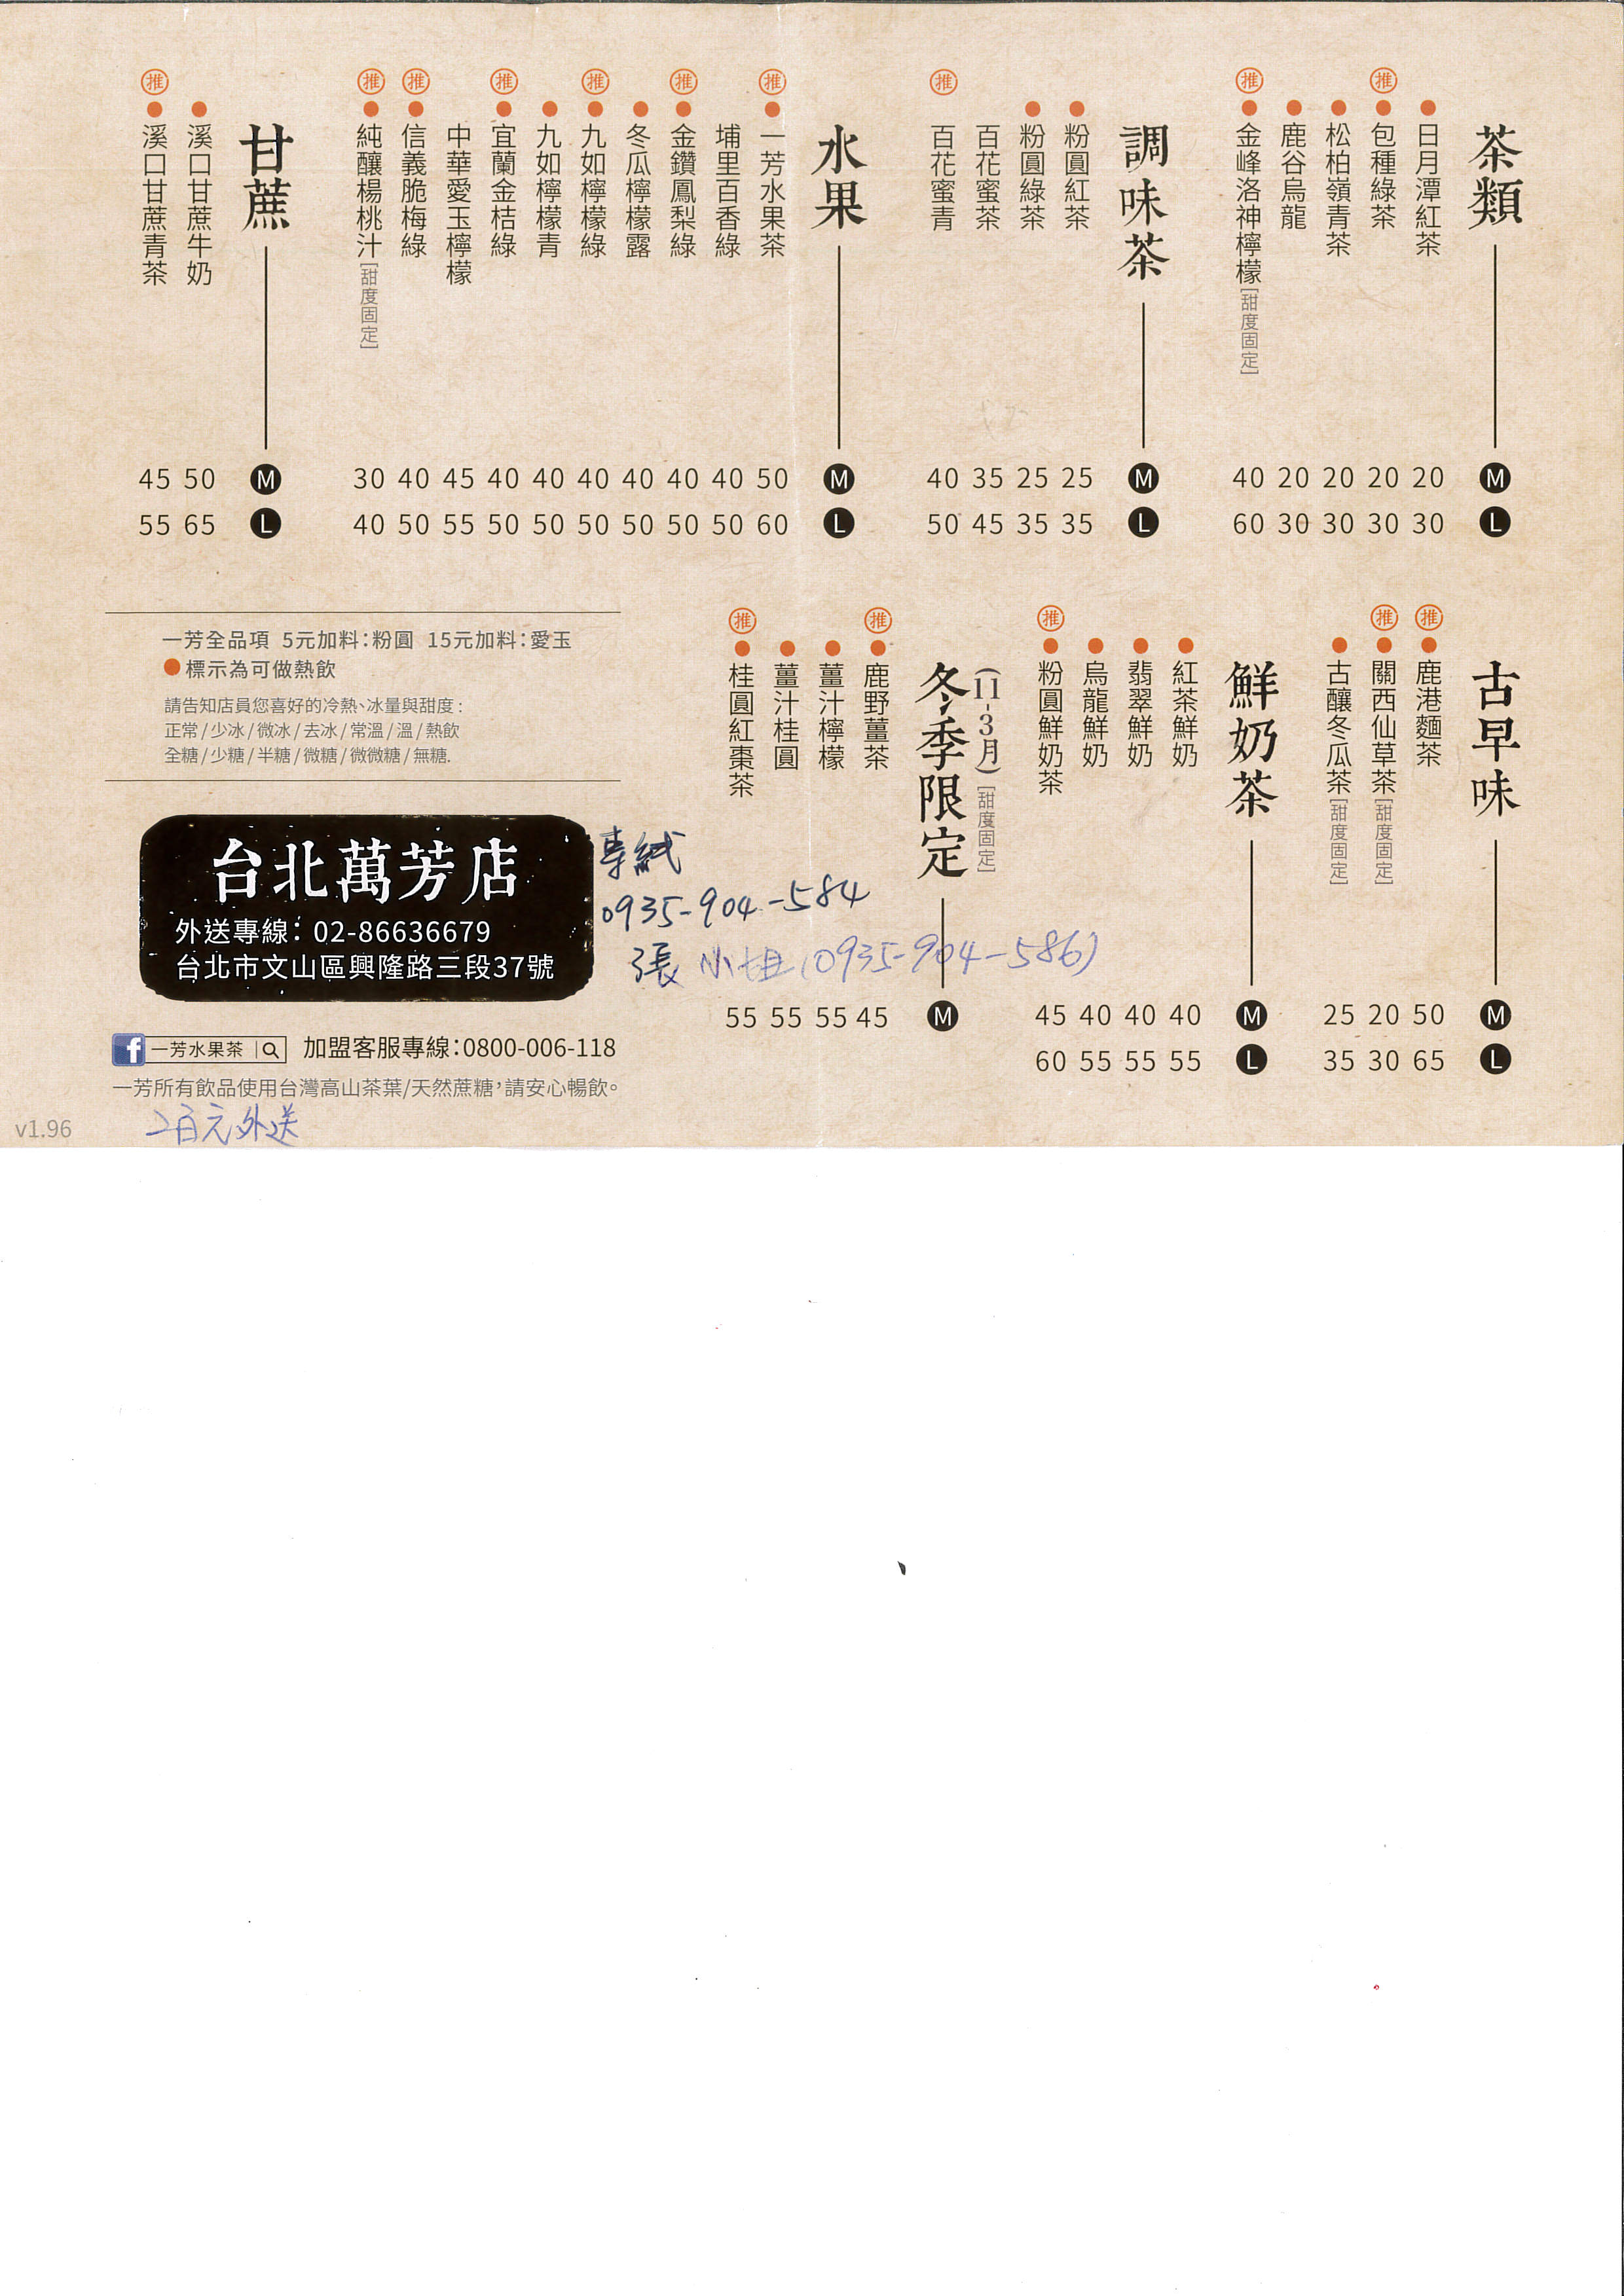 茶類 M L
日月潭紅茶 20 30
推 包種綠茶 20 30
松柏嶺青茶 20 30
鹿谷烏龍 20 30
推 金峰洛神檸檬[甜度固定] 40 60
調味茶 M L
粉圓紅茶 25 35
粉圓綠茶 25 35
百花蜜茶 35 45
推 百花蜜青 40 50
水果 M L
推 一芳水果茶 50 60
埔里百香綠 40 50
推 金鑽鳳梨綠 40 50
冬瓜檸檬露 40 50
推 九如檸檬綠 40 50
九如檸檬青 40 50
推 宜蘭金桔綠 40 50
中華愛玉檸檬 45 55
推 信義脆梅綠 40 50
推 純釀楊桃汁[甜度固定] 30 40
甘蔗 M L
溪口甘蔗牛奶 50 65
推 溪口甘蔗青茶 45 55
古早味 M L
推 鹿港麵茶 50 65
推 關西仙草茶[甜度固定] 20 30
古釀冬瓜茶[甜度固定] 25 35
鮮奶茶 M L
紅茶鮮奶 40 55
翡翠鮮奶 40 55
烏龍鮮奶 40 55
推 粉圓鮮奶茶 45 60
(11-3月)[甜度固定]
冬季限定 M
推 鹿野薑茶 45
薑汁檸檬 55
薑汁桂圓 55
推 桂圓紅棗茶 55
一芳全品項 5元加料：粉圓 15元加料：愛玉
●標示為可做熱飲
請告知店員您喜好的冷熱、冰量與甜度：
正常/少冰/微冰/去冰/常溫/溫/熱飲
全糖/少糖/半糖/微糖/微微糖/無糖.
台北萬芳店
外送專線：02-86636679
台北市文山區興隆路三段37號
0935-904-584
張小姐(0935-904-586)
f 一芳水果茶 加盟客服專線：0800-006-118
一芳所有飲品使用台灣高山茶葉/天然蔗糖，請安心暢飲。
二百元外送
v1.96